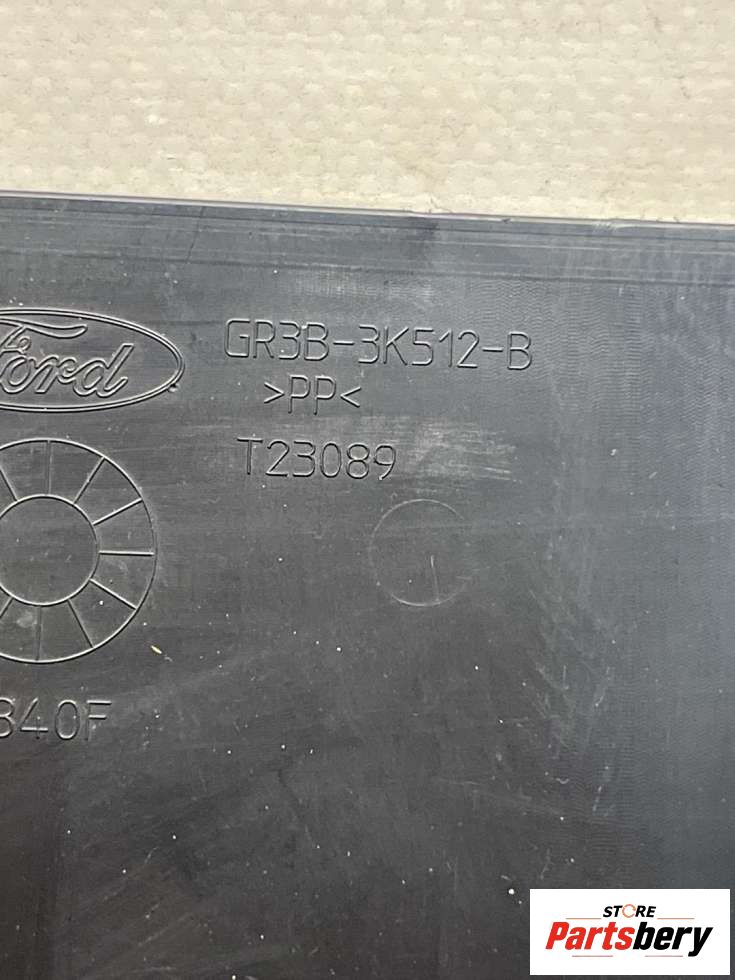 Ford
GR3B-3K512-B
>PP<
T23089
340F
STORE
Partsbery